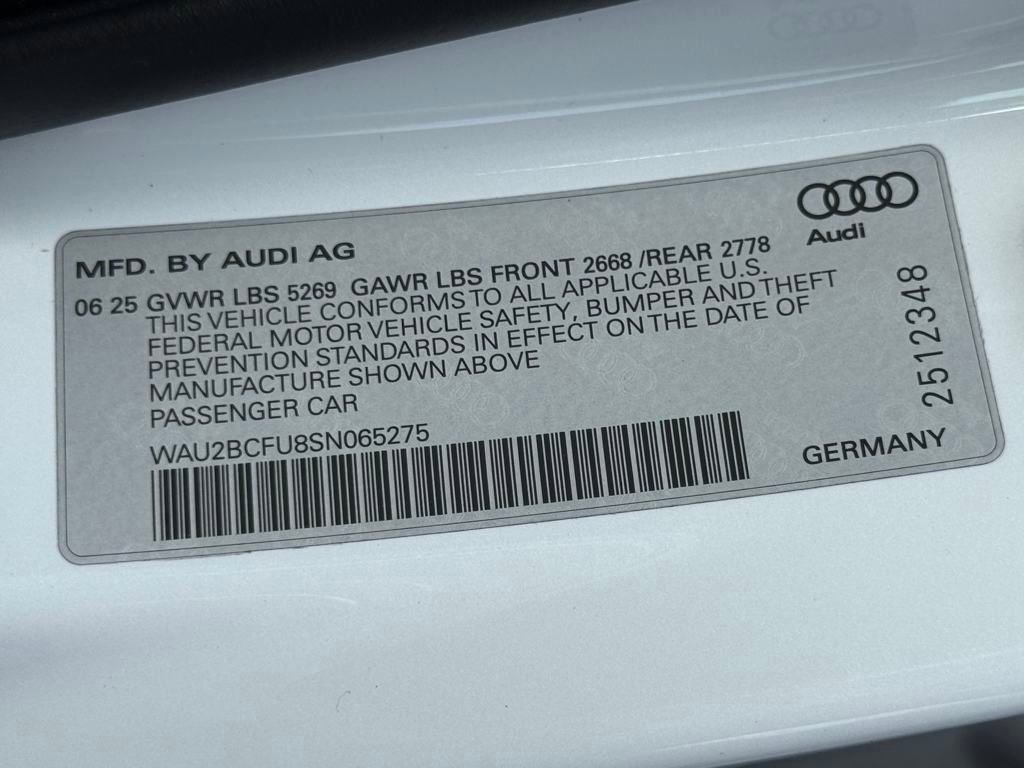 Audi
MFD. BY AUDI AG
06 25 GVWR LBS 5269 GAWR LBS FRONT 2668 /REAR 2778
THIS VEHICLE CONFORMS TO ALL APPLICABLE U.S.
FEDERAL MOTOR VEHICLE SAFETY, BUMPER AND THEFT
PREVENTION STANDARDS IN EFFECT ON THE DATE OF
MANUFACTURE SHOWN ABOVE
PASSENGER CAR
WAU2BCFU8SN065275
2512348
GERMANY